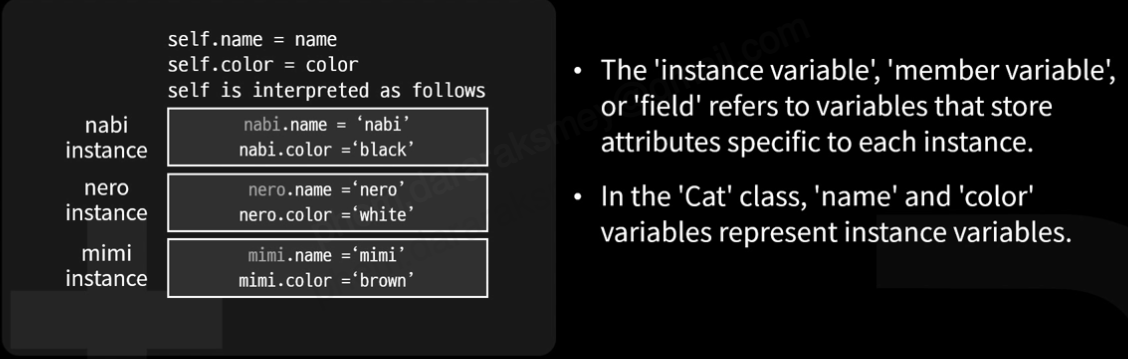 self.name = name
self.color = color
self is interpreted as follows
nabi
instance
nabi.name = ‘nabi’
nabi.color =‘black’
nero
instance
nero.name =‘nero’
nero.color =‘white’
mimi
instance
mimi.name =‘mimi’
mimi.color =‘brown’
• The 'instance variable', 'member variable',
or 'field' refers to variables that store
attributes specific to each instance.
• In the 'Cat' class, 'name' and 'color'
variables represent instance variables.